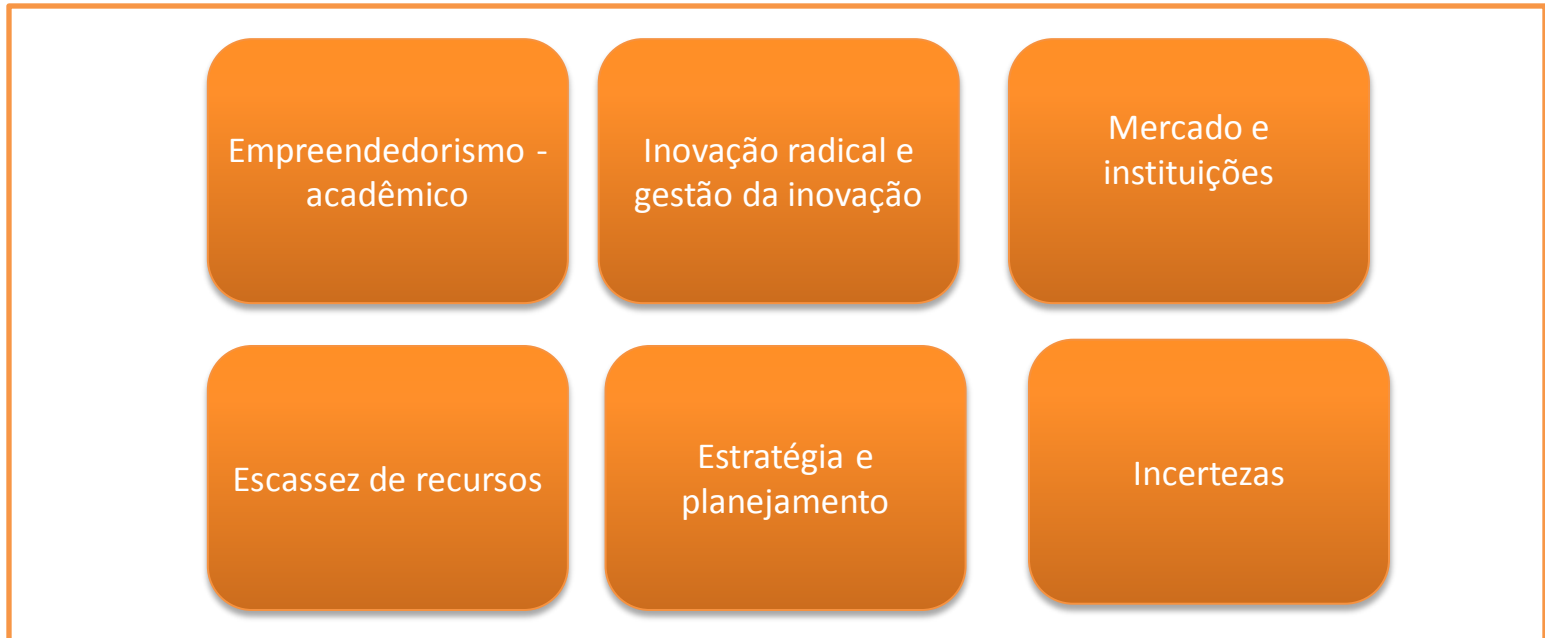 Empreendedorismo -
acadêmico
Inovação radical e
gestão da inovação
Mercado e
instituições
Escassez de recursos
Estratégia e
planejamento
Incertezas